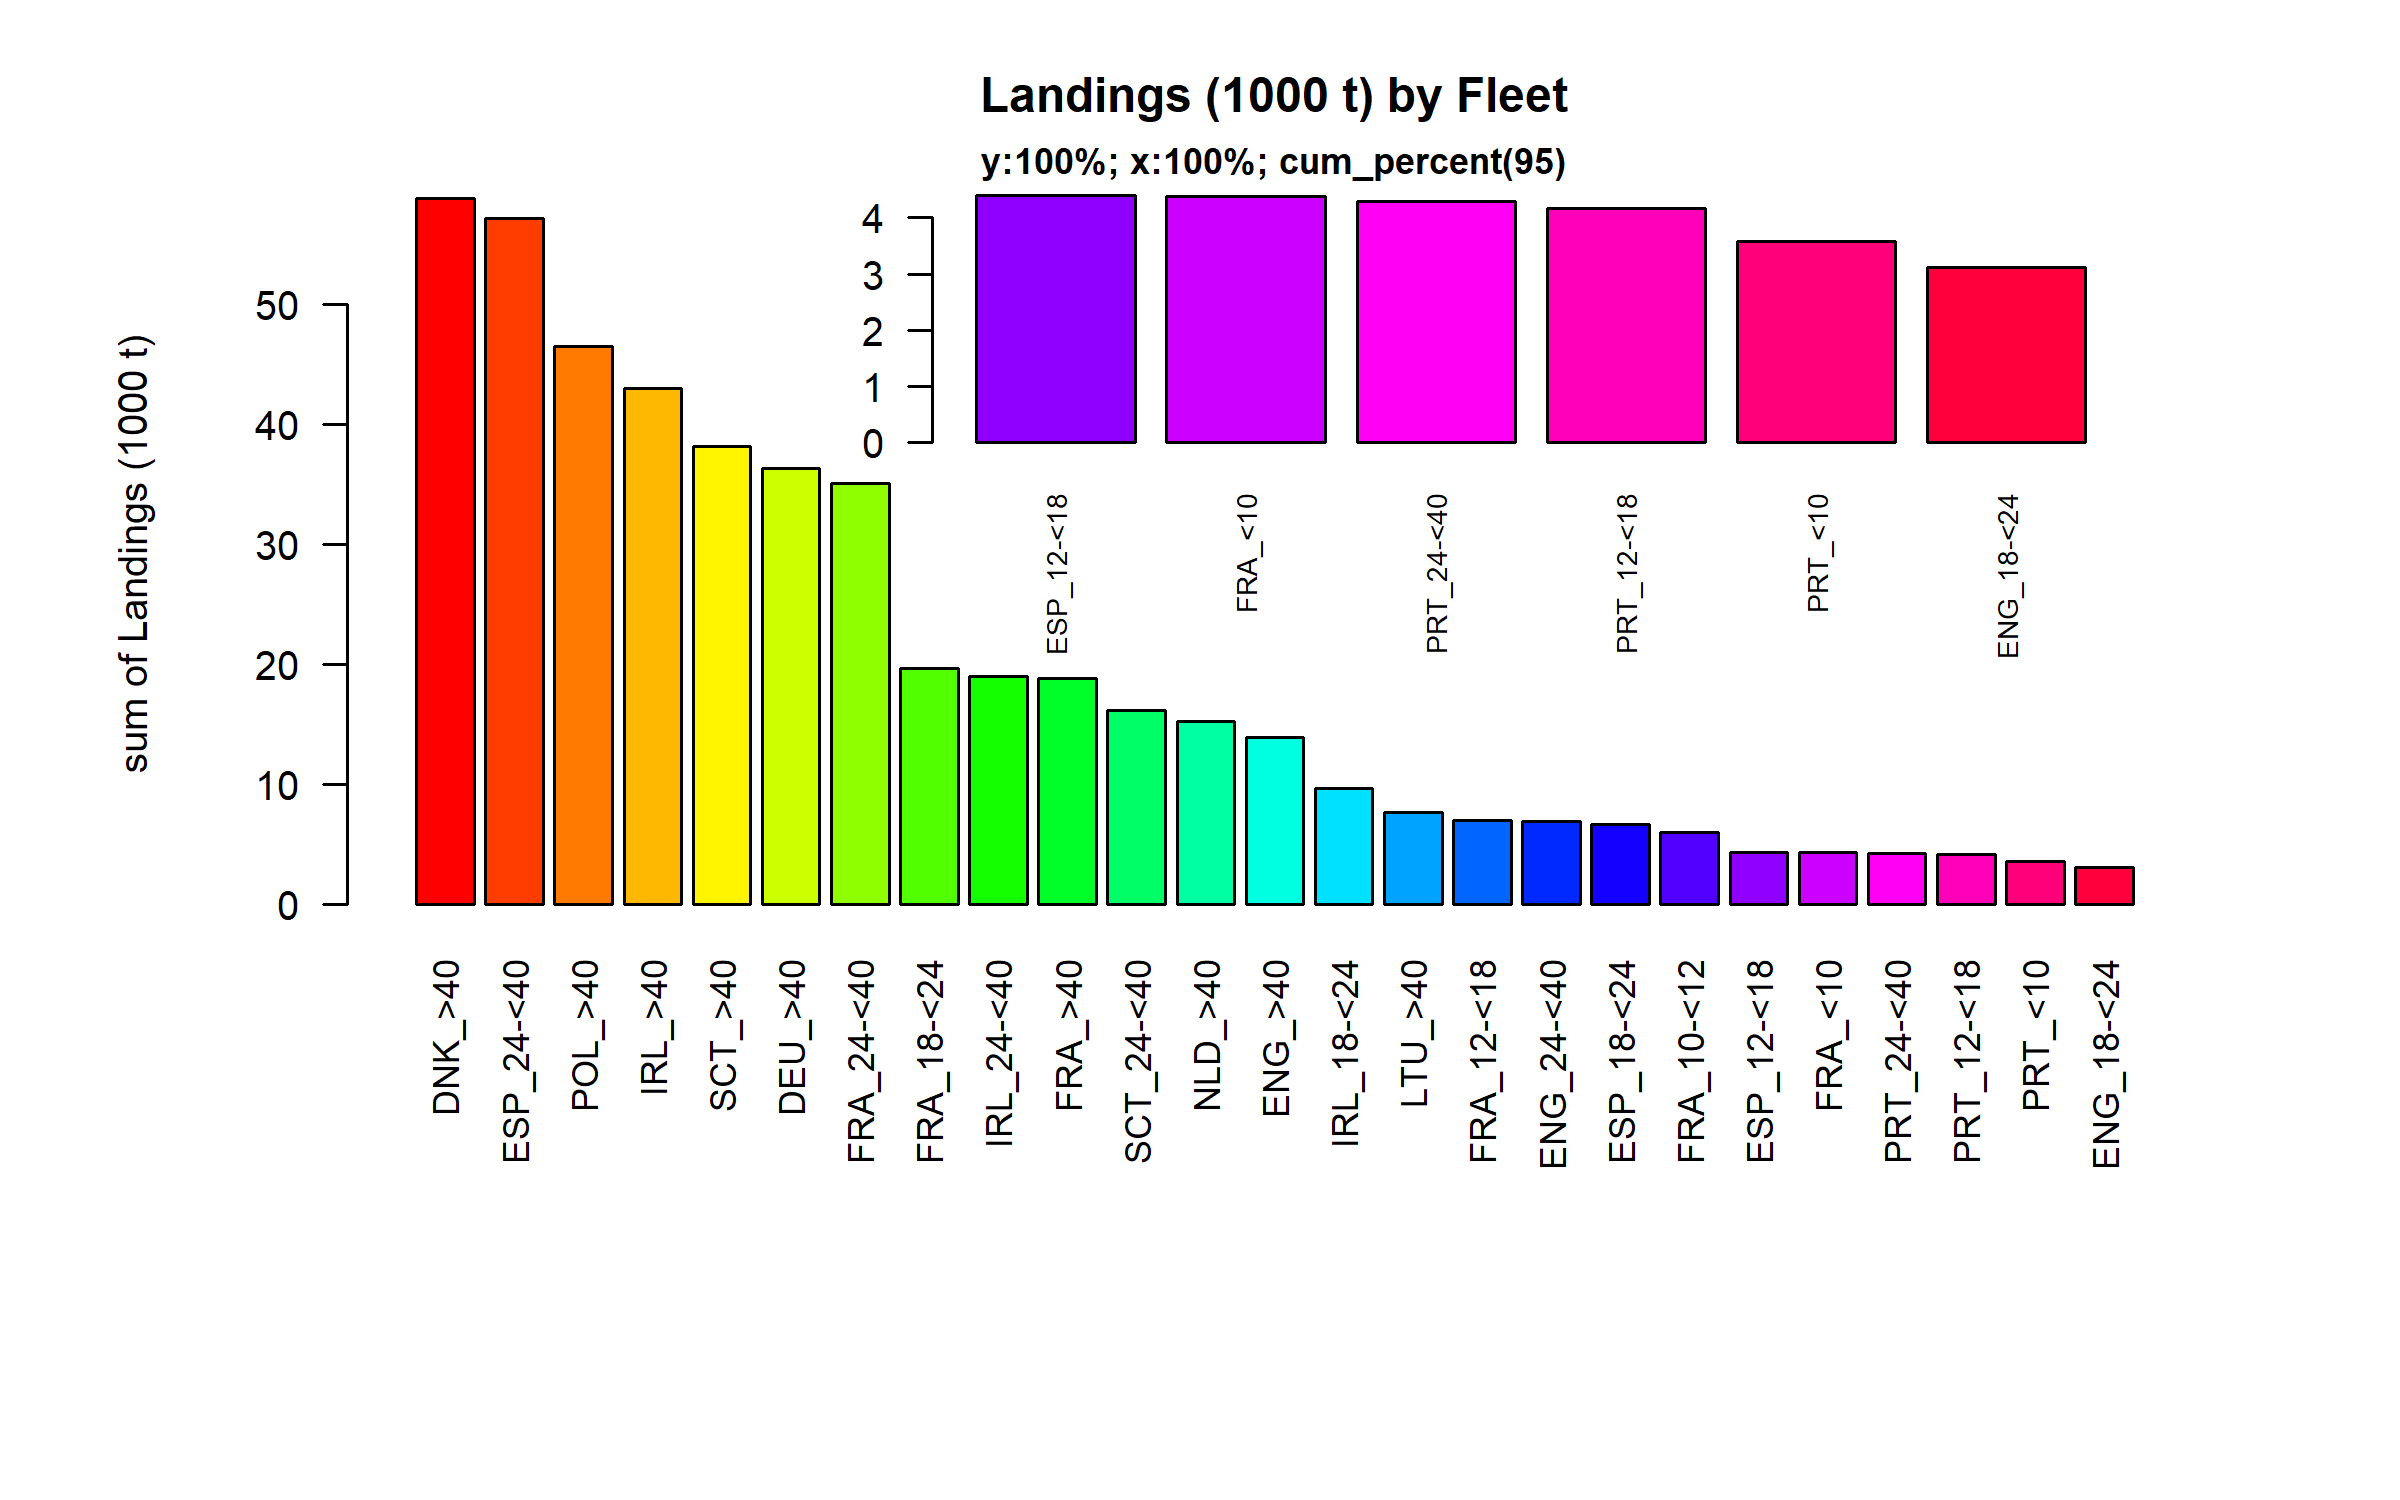 Landings (1000 t) by Fleet
y:100%; x:100%; cum_percent(95)
4
3
2
1
0
ESP_12-<18
FRA_<10
PRT_24-<40
PRT_12-<18
PRT_<10
ENG_18-<24
sum of Landings (1000 t)
50
40
30
20
10
0
DNK_>40
ESP_24-<40
POL_>40
IRL_>40
SCT_>40
DEU_>40
FRA_24-<40
FRA_18-<24
IRL_24-<40
FRA_>40
SCT_24-<40
NLD_>40
ENG_>40
IRL_18-<24
LTU_>40
FRA_12-<18
ENG_24-<40
ESP_18-<24
FRA_10-<12
ESP_12-<18
FRA_<10
PRT_24-<40
PRT_12-<18
PRT_<10
ENG_18-<24